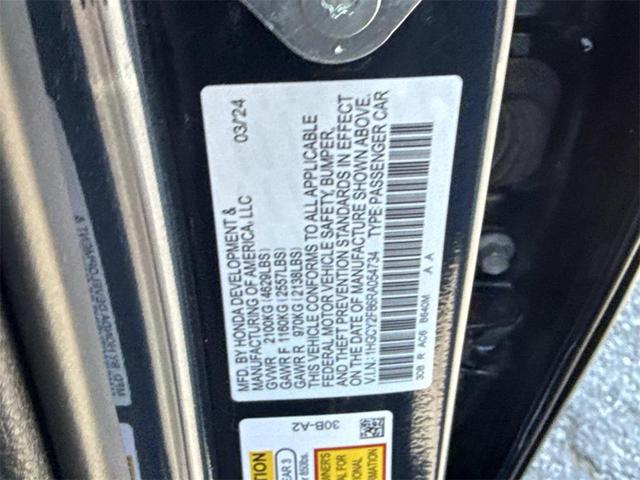 MFD. BY HONDA DEVELOPMENT &
MANUFACTURING OF AMERICA, LLC 03/24
GVWR 2100KG (4629LBS)
GAWR F 1160KG (2557LBS)
GAWR R 970KG (2138LBS)
THIS VEHICLE CONFORMS TO ALL APPLICABLE
FEDERAL MOTOR VEHICLE SAFETY, BUMPER,
AND THEFT PREVENTION STANDARDS IN EFFECT
ON THE DATE OF MANUFACTURE SHOWN ABOVE.
V.I.N.: 1HGCY2F86RA054734 TYPE: PASSENGER CAR
30B R A06 B640M A A
30B-A2